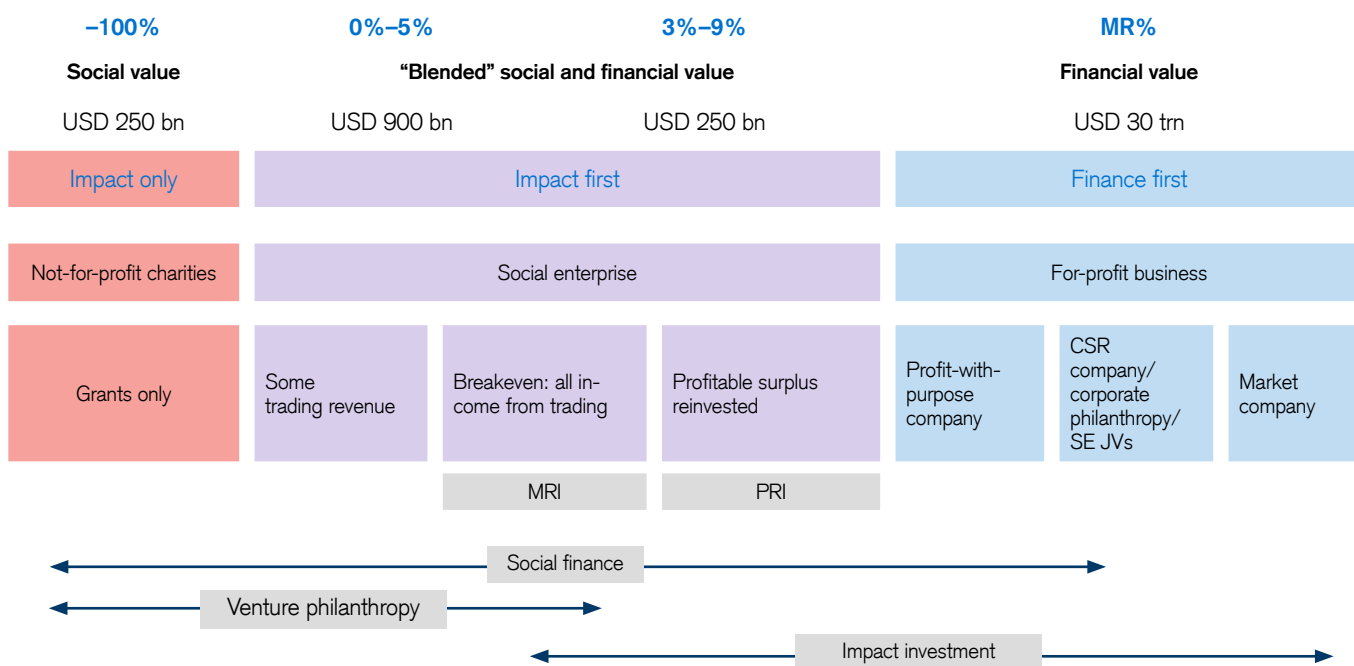 –100%
0%–5%
3%–9%
MR%
Social value
“Blended” social and financial value
Financial value
USD 250 bn
USD 900 bn
USD 250 bn
USD 30 trn
Impact only
Impact first
Finance first
Not-for-profit charities
Social enterprise
For-profit business
Grants only
Some
trading revenue
Breakeven: all in-
come from trading
Profitable surplus
reinvested
Profit-with-
purpose
company
CSR
company/
corporate
philanthropy/
SE JVs
Market
company
MRI
PRI
Social finance
Venture philanthropy
Impact investment